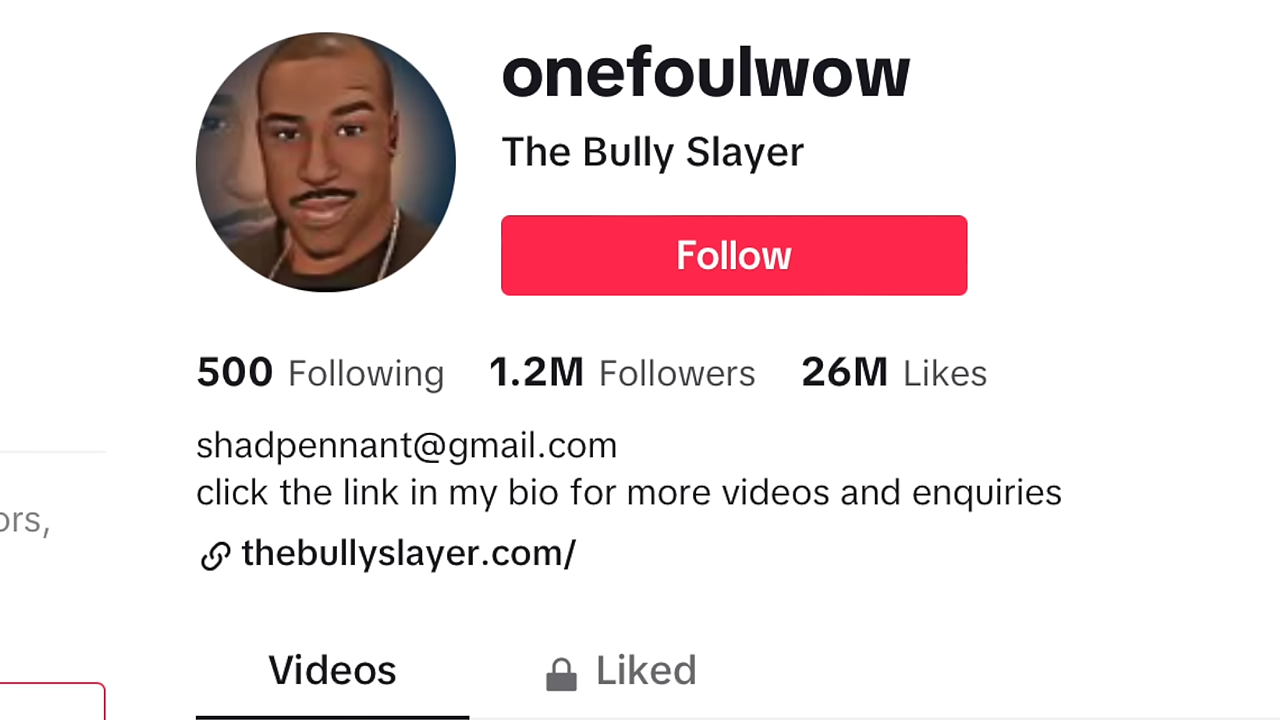 onefoulwow
The Bully Slayer
Follow
500 Following 1.2M Followers 26M Likes
shadpennant@gmail.com
click the link in my bio for more videos and enquiries
ors,
thebullyslayer.com/
Videos Liked